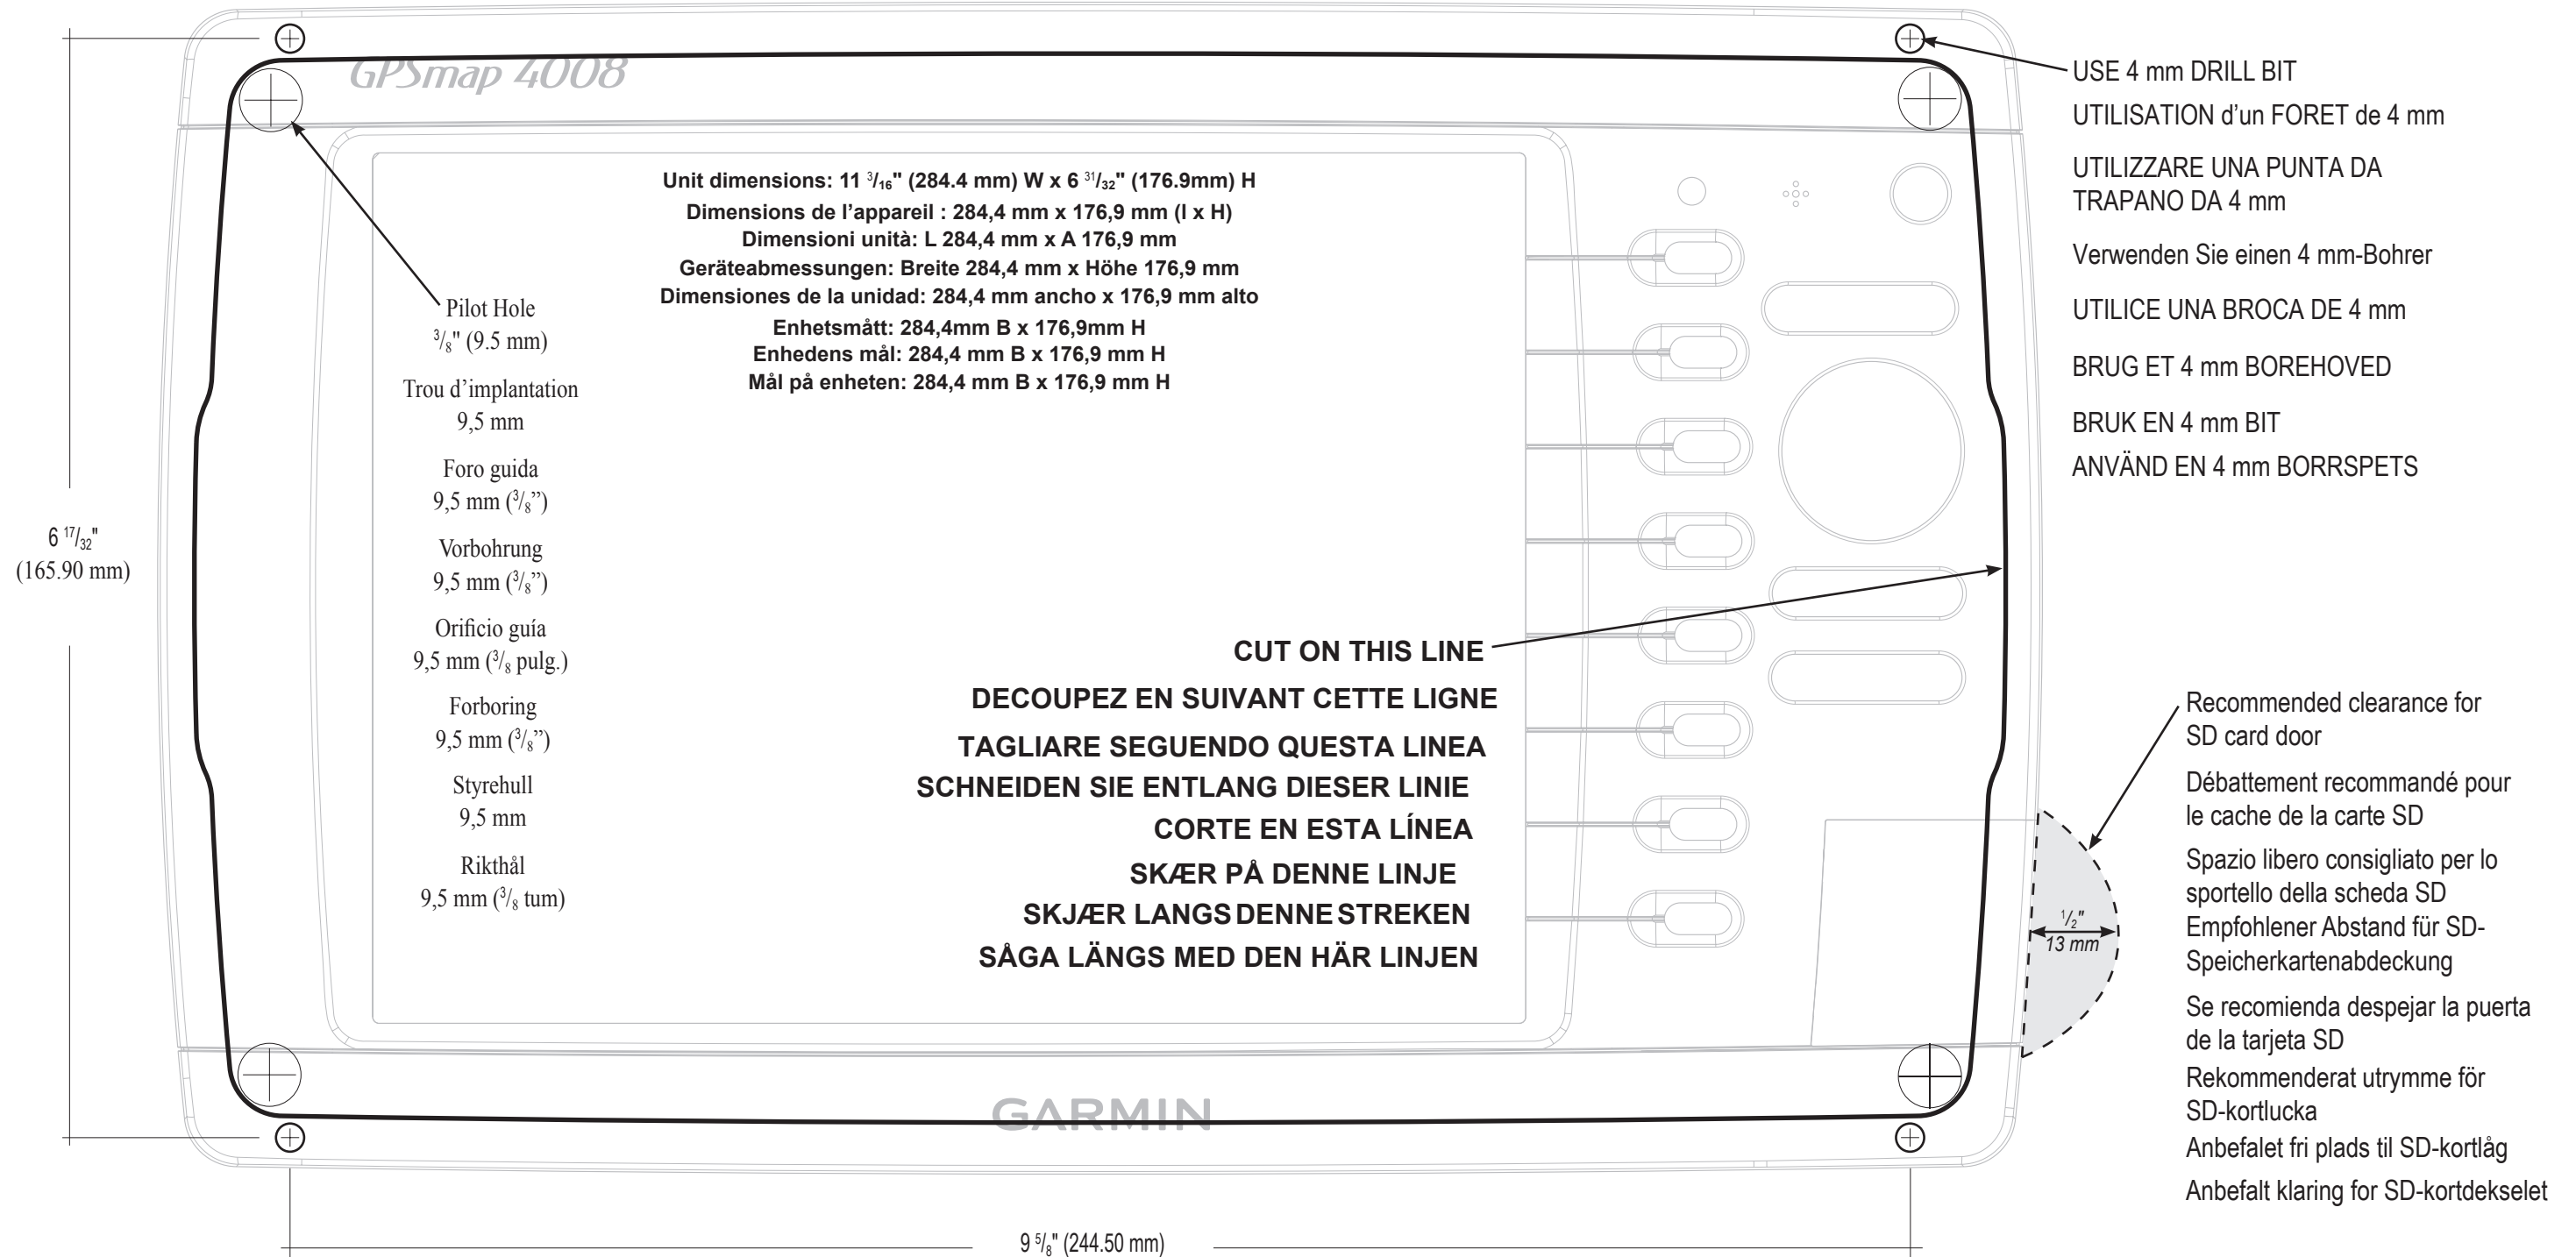 GPSmap 4008
Unit dimensions: 11 3/16" (284.4 mm) W x 6 31/32" (176.9mm) H
Dimensions de l’appareil : 284,4 mm x 176,9 mm (l x H)
Dimensioni unità: L 284,4 mm x A 176,9 mm
Geräteabmessungen: Breite 284,4 mm x Höhe 176,9 mm
Dimensiones de la unidad: 284,4 mm ancho x 176,9 mm alto
Enhetsmått: 284,4mm B x 176,9mm H
Enhedens mål: 284,4 mm B x 176,9 mm H
Mål på enheten: 284,4 mm B x 176,9 mm H
Pilot Hole
3/8" (9.5 mm)
Trou d’implantation
9,5 mm
Foro guida
9,5 mm (3/8”)
Vorbohrung
9,5 mm (3/8”)
Orificio guía
9,5 mm (3/8 pulg.)
Forboring
9,5 mm (3/8”)
Styrehull
9,5 mm
Rikthål
9,5 mm (3/8 tum)
6 17/32"
(165.90 mm)
CUT ON THIS LINE
DECOUPEZ EN SUIVANT CETTE LIGNE
TAGLIARE SEGUENDO QUESTA LINEA
SCHNEIDEN SIE ENTLANG DIESER LINIE
CORTE EN ESTA LÍNEA
SKÆR PÅ DENNE LINJE
SKJÆR LANGS DENNE STREKEN
SÅGA LÄNGS MED DEN HÄR LINJEN
USE 4 mm DRILL BIT
UTILISATION d’un FORET de 4 mm
UTILIZZARE UNA PUNTA DA
TRAPANO DA 4 mm
Verwenden Sie einen 4 mm-Bohrer
UTILICE UNA BROCA DE 4 mm
BRUG ET 4 mm BOREHOVED
BRUK EN 4 mm BIT
ANVÄND EN 4 mm BORRSPETS
Recommended clearance for
SD card door
Débattement recommandé pour
le cache de la carte SD
Spazio libero consigliato per lo
sportello della scheda SD
Empfohlener Abstand für SD-
Speicherkartenabdeckung
Se recomienda despejar la puerta
de la tarjeta SD
Rekommenderat utrymme för
SD-kortlucka
Anbefalet fri plads til SD-kortlåg
Anbefalt klaring for SD-kortdekselet
1/2"
13 mm
GARMIN
9 5/8" (244.50 mm)